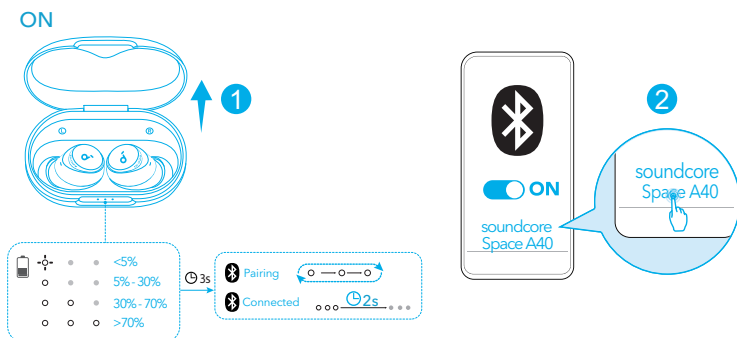 ON
1
L
R
<5%
5% - 30%
30% - 70%
>70%
3s
Pairing
Connected
2s
ON
soundcore
Space A40
2
soundcore
Space A40